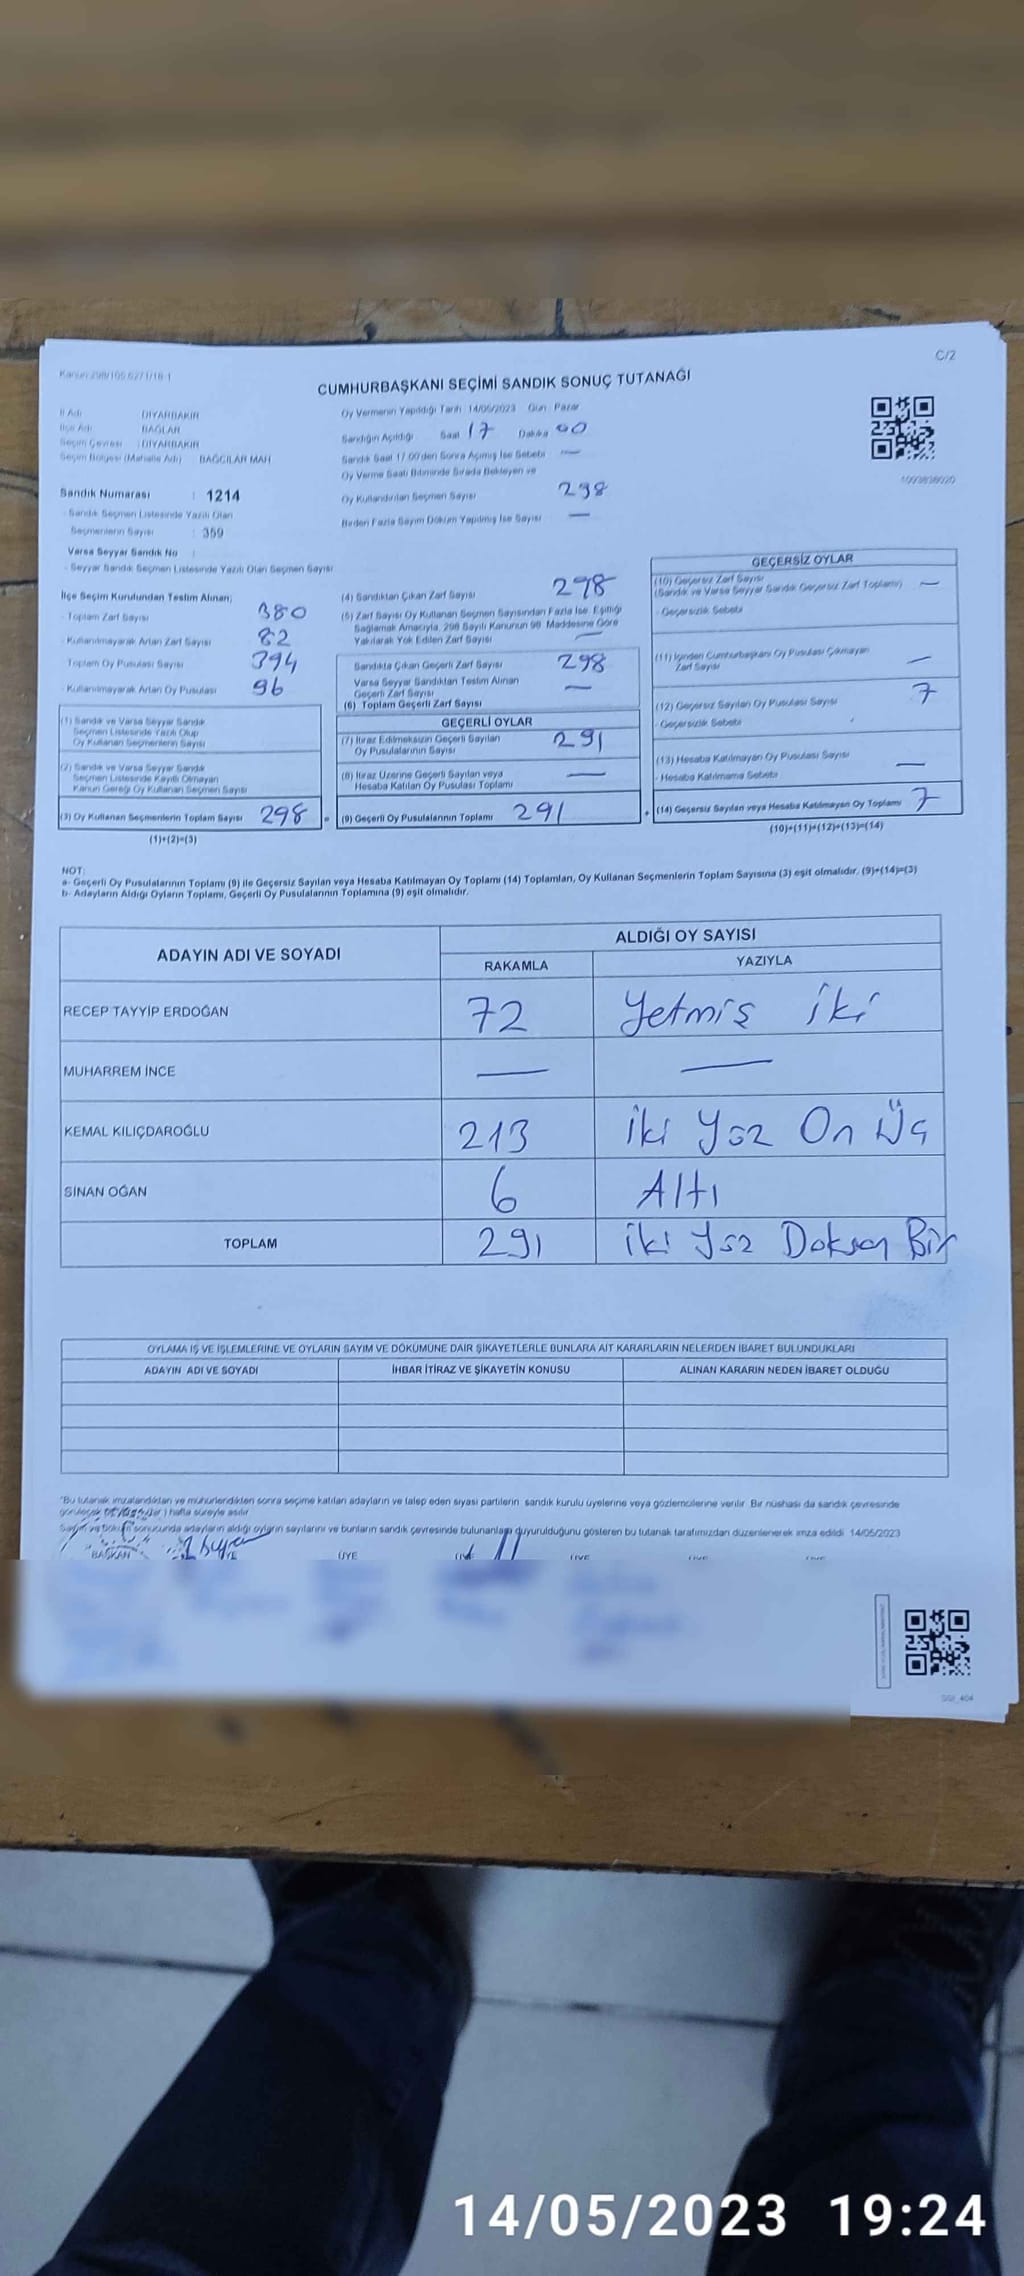 C/2
Kanun:298/105,6271/18-1
CUMHURBAŞKANI SEÇİMİ SANDIK SONUÇ TUTANAĞI
İl Adı : DİYARBAKIR
İlçe Adı : BAĞLAR
Seçim Çevresi : DİYARBAKIR
Seçim Bölgesi (Mahalle Adı) : BAĞCILAR MAH
Sandık Numarası : 1214
- Sandık Seçmen Listesinde Yazılı Olan
Seçmenlerin Sayısı : 359
Varsa Seyyar Sandık No :
- Seyyar Sandık Seçmen Listesinde Yazılı Olan Seçmen Sayısı
Oy Vermenin Yapıldığı Tarih 14/05/2023 Gün Pazar
Sandığın Açıldığı Saat 17 Dakika 00
Sandık Saat 17.00'den Sonra Açılmış İse Sebebi —
Oy Verme Saati Bitiminde Sırada Bekleyen ve
Oy Kullandırılan Seçmen Sayısı 298
Birden Fazla Sayım Döküm Yapılmış İse Sayısı —
1093838020
İlçe Seçim Kurulundan Teslim Alınan;
- Toplam Zarf Sayısı 380
- Kullanılmayarak Artan Zarf Sayısı 82
Toplam Oy Pusulası Sayısı 394
- Kullanılmayarak Artan Oy Pusulası 96
(1) Sandık ve Varsa Seyyar Sandık
Seçmen Listesinde Yazılı Olup
Oy Kullanan Seçmenlerin Sayısı
(2) Sandık ve Varsa Seyyar Sandık
Seçmen Listesinde Kayıtlı Olmayan
Kanun Gereği Oy Kullanan Seçmen Sayısı
(3) Oy Kullanan Seçmenlerin Toplam Sayısı 298 =
(1)+(2)=(3)
(4) Sandıktan Çıkan Zarf Sayısı 298
(5) Zarf Sayısı Oy Kullanan Seçmen Sayısından Fazla İse, Eşitliği
Sağlamak Amacıyla, 298 Sayılı Kanunun 98. Maddesine Göre
Yakılarak Yok Edilen Zarf Sayısı —
Sandıkta Çıkan Geçerli Zarf Sayısı 298
Varsa Seyyar Sandıktan Teslim Alınan
Geçerli Zarf Sayısı —
(6) Toplam Geçerli Zarf Sayısı
GEÇERLİ OYLAR
(7) İtiraz Edilmeksizin Geçerli Sayılan
Oy Pusulalarının Sayısı 291
(8) İtiraz Üzerine Geçerli Sayılan veya
Hesaba Katılan Oy Pusulası Toplamı —
(9) Geçerli Oy Pusulalarının Toplamı 291 +
GEÇERSİZ OYLAR
(10) Geçersiz Zarf Sayısı
(Sandık ve Varsa Seyyar Sandık Geçersiz Zarf Toplamı) —
- Geçersizlik Sebebi
(11) İçinden Cumhurbaşkanı Oy Pusulası Çıkmayan
Zarf Sayısı —
(12) Geçersiz Sayılan Oy Pusulası Sayısı 7
- Geçersizlik Sebebi
(13) Hesaba Katılmayan Oy Pusulası Sayısı —
- Hesaba Katılmama Sebebi
(14) Geçersiz Sayılan veya Hesaba Katılmayan Oy Toplamı 7
(10)+(11)+(12)+(13)=(14)
NOT:
a- Geçerli Oy Pusulalarının Toplamı (9) ile Geçersiz Sayılan veya Hesaba Katılmayan Oy Toplamı (14) Toplamları, Oy Kullanan Seçmenlerin Toplam Sayısına (3) eşit olmalıdır. (9)+(14)=(3)
b- Adayların Aldığı Oyların Toplamı, Geçerli Oy Pusulalarının Toplamına (9) eşit olmalıdır.
ADAYIN ADI VE SOYADI ALDIĞI OY SAYISI
RAKAMLA YAZIYLA
RECEP TAYYİP ERDOĞAN 72 Yetmiş İki
MUHARREM İNCE — —
KEMAL KILIÇDAROĞLU 213 İki Yüz On Üç
SİNAN OĞAN 6 Altı
TOPLAM 291 İki Yüz Doksan Bir
OYLAMA İŞ VE İŞLEMLERİNE VE OYLARIN SAYIM VE DÖKÜMÜNE DAİR ŞİKAYETLERLE BUNLARA AİT KARARLARIN NELERDEN İBARET BULUNDUKLARI
ADAYIN ADI VE SOYADI İHBAR İTİRAZ VE ŞİKAYETİN KONUSU ALINAN KARARIN NEDEN İBARET OLDUĞU
"Bu tutanak imzalandıktan ve mühürlendikten sonra seçime katılan adayların ve talep eden siyasi partilerin sandık kurulu üyelerine veya gözlemcilerine verilir. Bir nüshası da sandık çevresinde
hafta süreyle asılır
Sayım ve döküm sonucunda adayların aldığı oyların sayılarını ve bunların sandık çevresinde bulunanlara duyurulduğunu gösteren bu tutanak tarafımızdan düzenlenerek imza edildi. 14/05/2023
BAŞKAN ÜYE ÜYE
14/05/2023 19:24